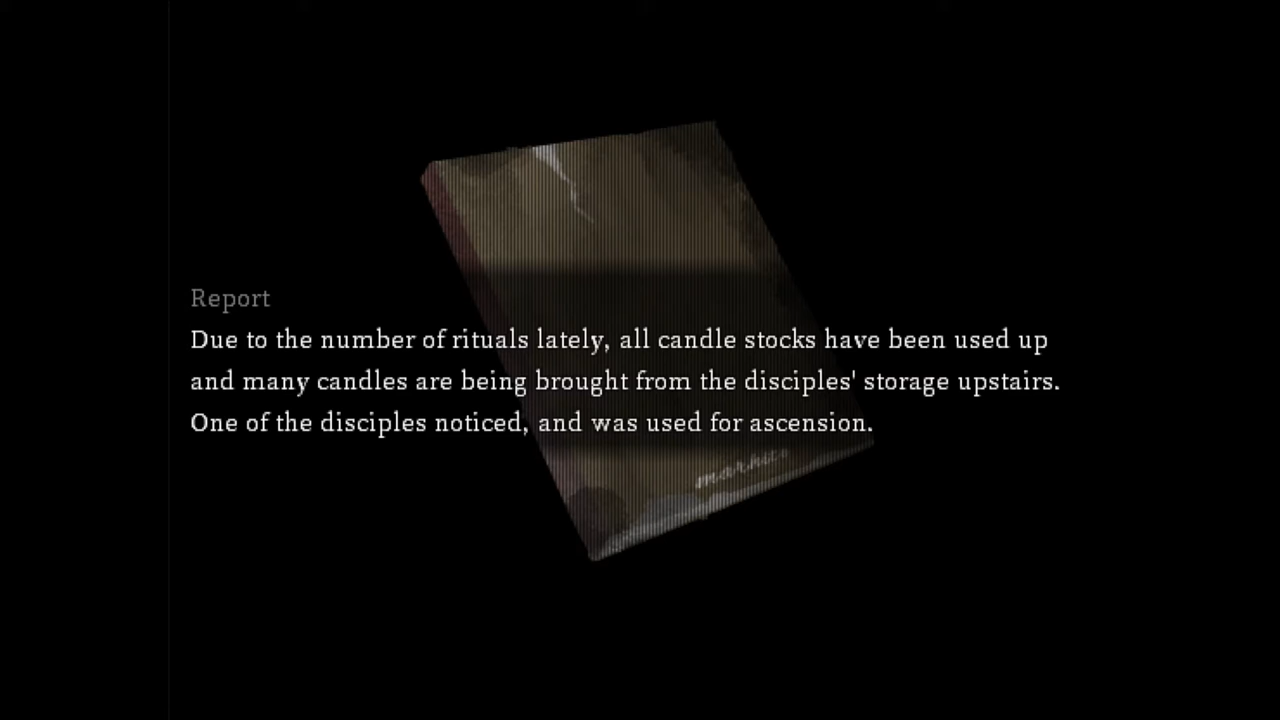 Report
Due to the number of rituals lately, all candle stocks have been used up
and many candles are being brought from the disciples' storage upstairs.
One of the disciples noticed, and was used for ascension.